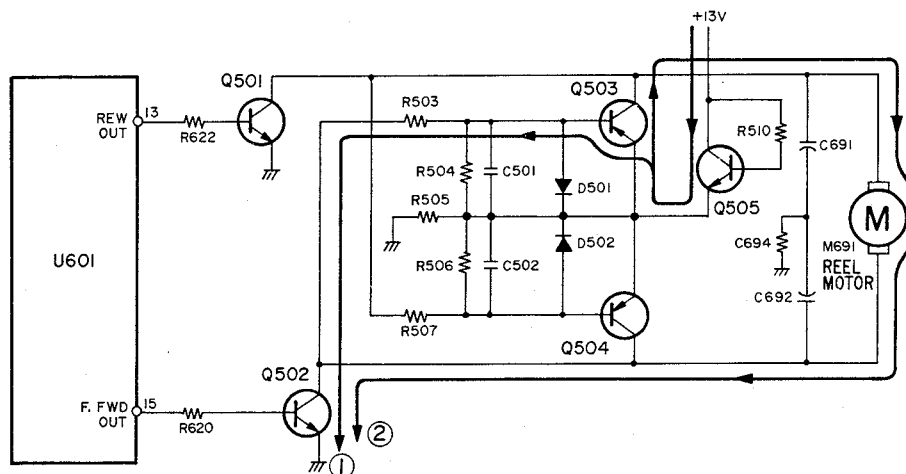 +13V
Q501
Q503
REW
OUT
13
R622
R503
R510
C691
R504
C501
D501
R505
Q505
U601
R506
C502
D502
C694
M
M691
REEL
MOTOR
C692
R507
Q504
Q502
F. FWD
OUT
15
R620
①
②